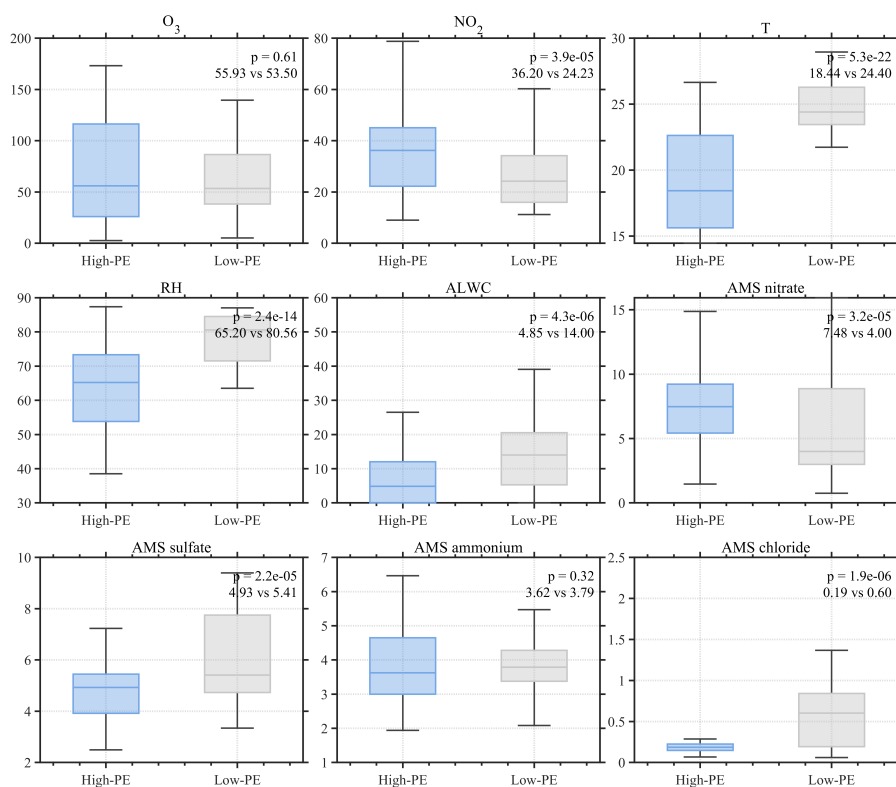 O3
200
150
100
50
0
p = 0.61
55.93 vs 53.50
High-PE Low-PE
NO2
80
60
40
20
0
p = 3.9e-05
36.20 vs 24.23
High-PE Low-PE
T
30
25
20
15
p = 5.3e-22
18.44 vs 24.40
High-PE Low-PE
RH
90
80
70
60
50
40
30
p = 2.4e-14
65.20 vs 80.56
High-PE Low-PE
ALWC
60
50
40
30
20
10
0
p = 4.3e-06
4.85 vs 14.00
High-PE Low-PE
AMS nitrate
15
10
5
0
p = 3.2e-05
7.48 vs 4.00
High-PE Low-PE
AMS sulfate
10
8
6
4
2
p = 2.2e-05
4.93 vs 5.41
High-PE Low-PE
AMS ammonium
7
6
5
4
3
2
1
p = 0.32
3.62 vs 3.79
High-PE Low-PE
AMS chloride
2.5
2
1.5
1
0.5
0
p = 1.9e-06
0.19 vs 0.60
High-PE Low-PE